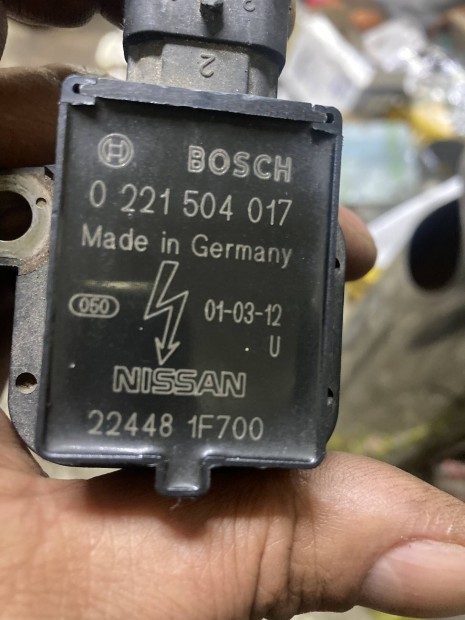 2
BOSCH
0 221 504 017
Made in Germany
050
01-03-12
U
NISSAN
22448 1F700